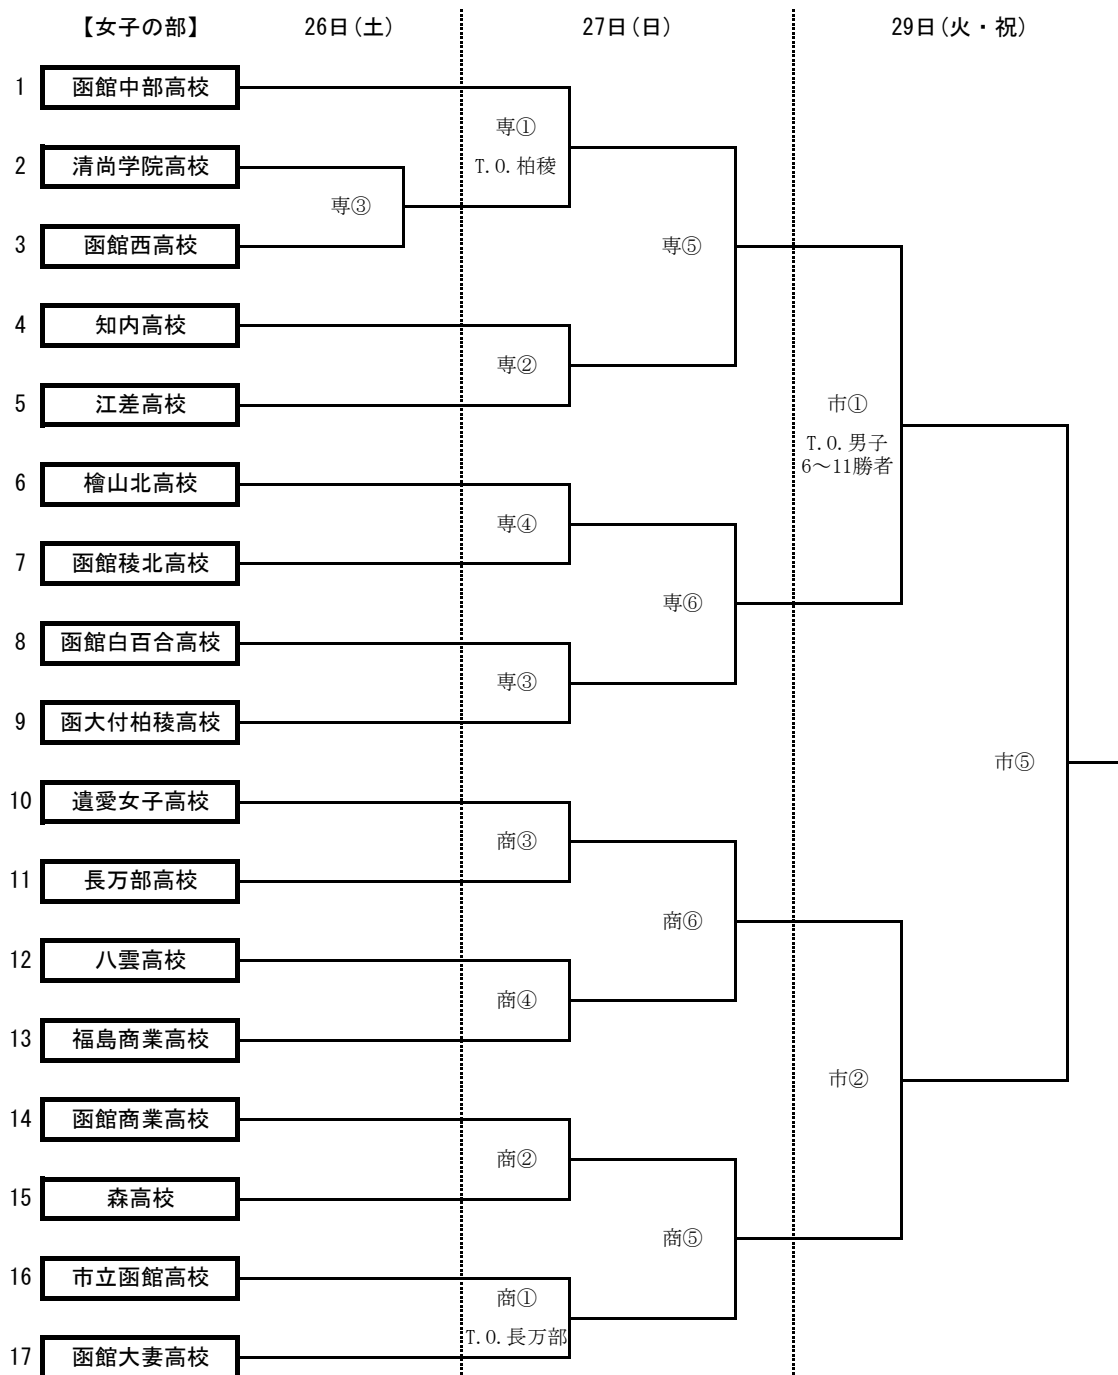 【女子の部】 26日(土) 27日(日) 29日(火・祝)
1 函館中部高校
専①
2 清尚学院高校
T.O.柏稜
専③
3 函館西高校
専⑤
4 知内高校
専②
5 江差高校
市①
T.O.男子
6～11勝者
6 檜山北高校
専④
7 函館稜北高校
専⑥
8 函館白百合高校
専③
9 函大付柏稜高校
市⑤
10 遺愛女子高校
商③
11 長万部高校
商⑥
12 八雲高校
商④
13 福島商業高校
市②
14 函館商業高校
商②
15 森高校
商⑤
16 市立函館高校
商①
T.O.長万部
17 函館大妻高校